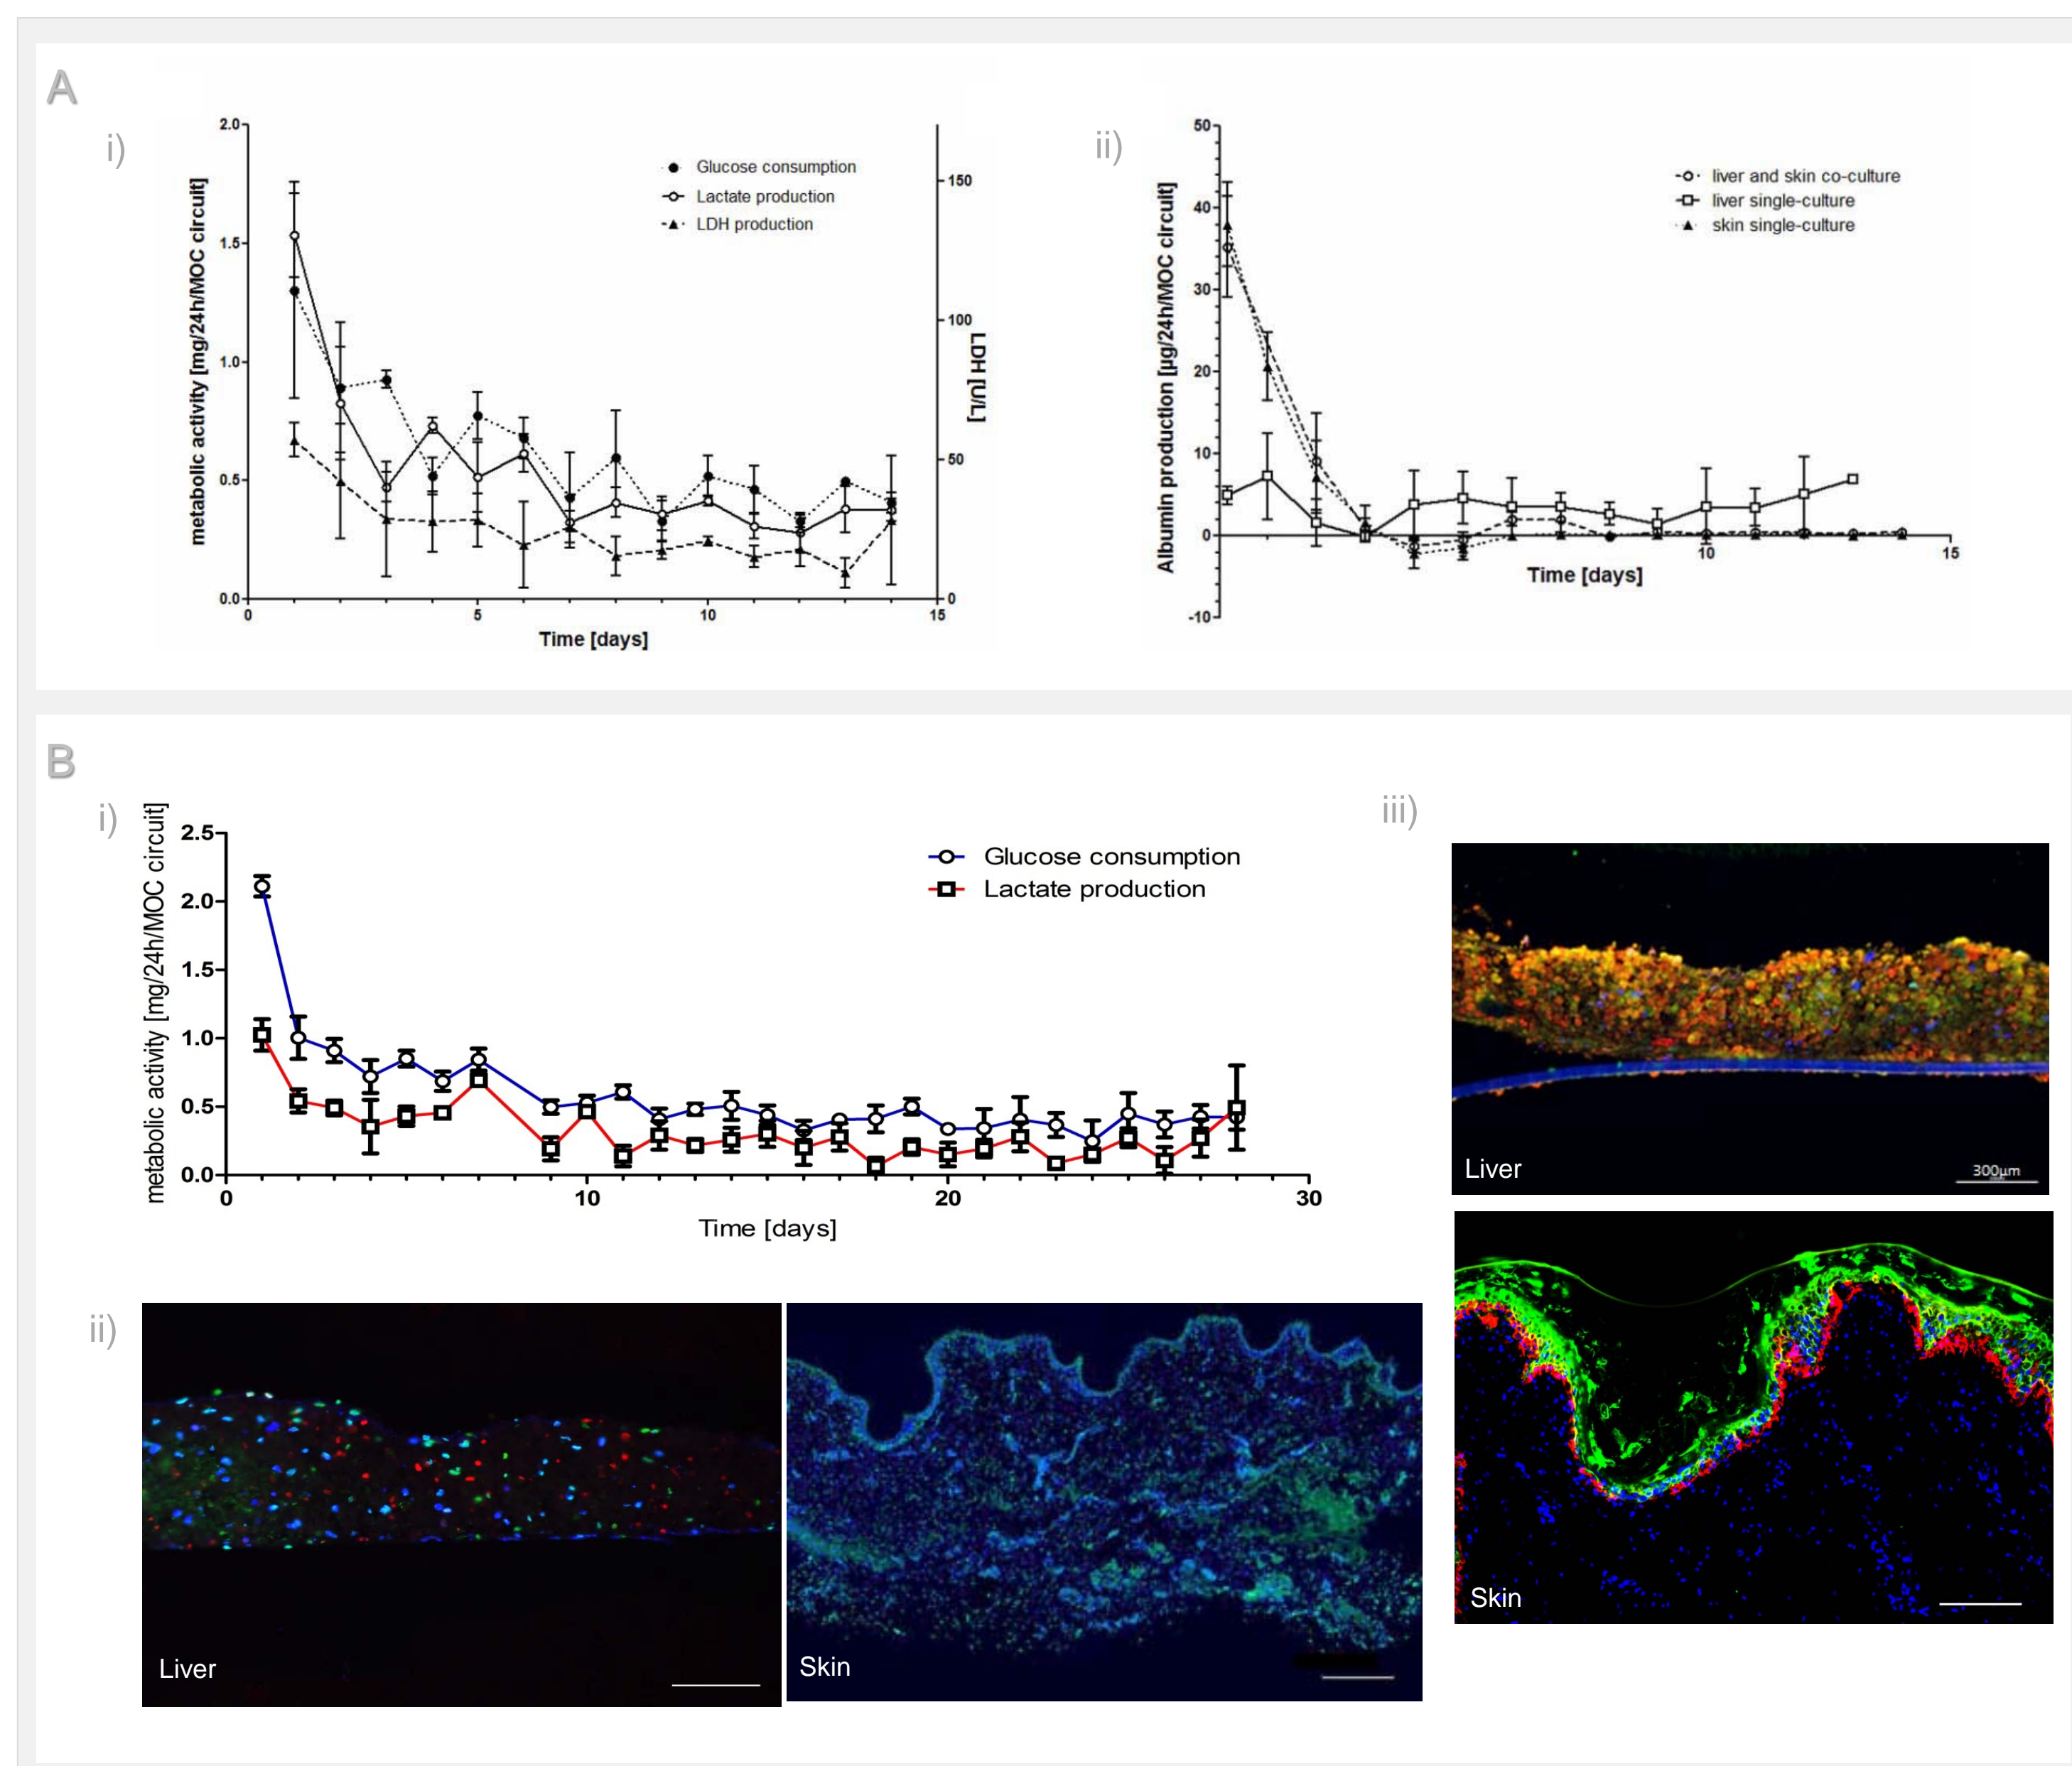 A
i)
2.0
1.5
1.0
0.5
0.0
metabolic activity [mg/24h/MOC circuit]
Glucose consumption
Lactate production
LDH production
150
100
50
0
LDH [U/L]
0
5
10
15
Time [days]
ii)
50
40
30
20
10
0
-10
Albumin production [µg/24h/MOC circuit]
liver and skin co-culture
liver single-culture
skin single-culture
10
15
Time [days]
B
i)
2.5
2.0
1.5
1.0
0.5
0.0
metabolic activity [mg/24h/MOC circuit]
Glucose consumption
Lactate production
0
10
20
30
Time [days]
iii)
Liver
300µm
Skin
ii)
Liver
Skin